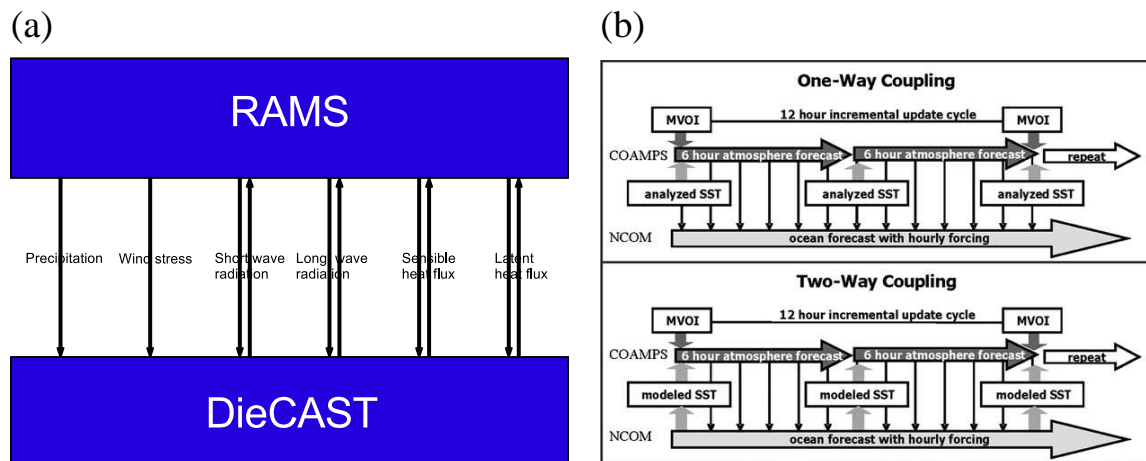 (a)
RAMS
Precipitation
Wind stress
Short wave
radiation
Long wave
radiation
Sensible
heat flux
Latent
heat flux
DieCAST
(b)
One-Way Coupling
MVOI
12 hour incremental update cycle
MVOI
COAMPS
6 hour atmosphere forecast
6 hour atmosphere forecast
repeat
analyzed SST
analyzed SST
analyzed SST
NCOM
ocean forecast with hourly forcing
Two-Way Coupling
MVOI
12 hour incremental update cycle
MVOI
COAMPS
6 hour atmosphere forecast
6 hour atmosphere forecast
repeat
modeled SST
modeled SST
modeled SST
NCOM
ocean forecast with hourly forcing